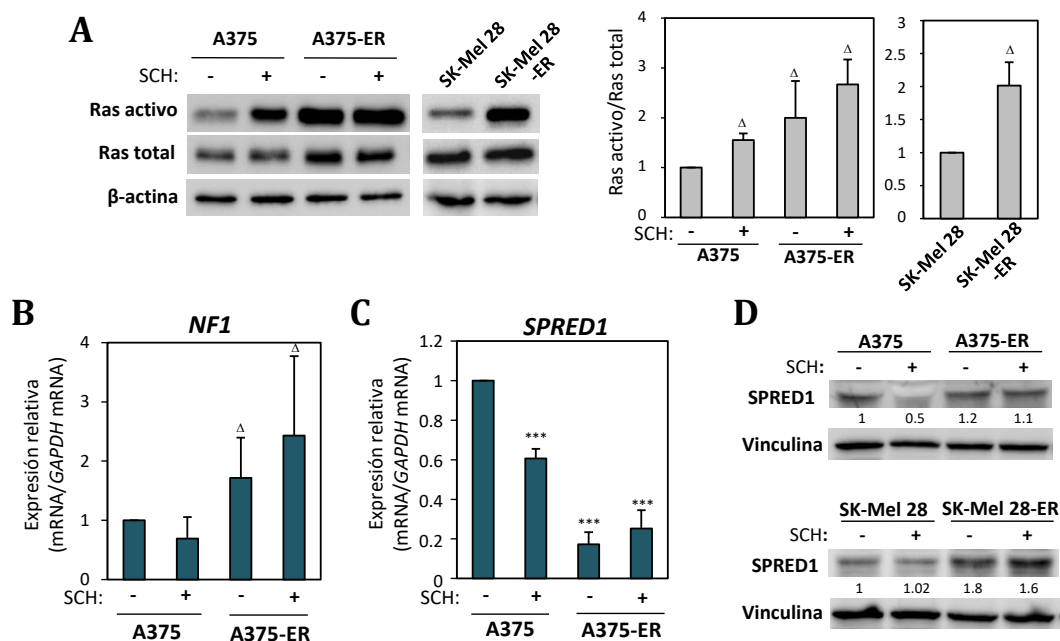 A
A375
A375-ER
SCH:
-
+
-
+
SK-Mel 28
SK-Mel 28
-ER
Ras activo
Ras total
β-actina
Ras activo/Ras total
4
3
2
1
0
Δ
Δ
Δ
SCH:
-
+
-
+
A375
A375-ER
3
2.5
2
1.5
1
0.5
0
Δ
SK-Mel 28
SK-Mel 28
-ER
B
NF1
Expresión relativa
(mRNA/GAPDH mRNA)
4
3
2
1
0
Δ
Δ
SCH:
-
+
-
+
A375
A375-ER
C
SPRED1
Expresión relativa
(mRNA/GAPDH mRNA)
1.2
1
0.8
0.6
0.4
0.2
0
***
***
***
SCH:
-
+
-
+
A375
A375-ER
D
A375
A375-ER
SCH:
-
+
-
+
SPRED1
1
0.5
1.2
1.1
Vinculina
SK-Mel 28
SK-Mel 28-ER
SCH:
-
+
-
+
SPRED1
1
1.02
1.8
1.6
Vinculina